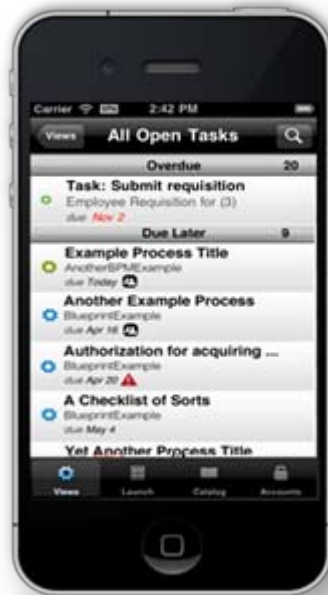 Carrier VPN 2:42 PM
Views All Open Tasks
Overdue 20
Task: Submit requisition
Employee Requisition for (3)
due Nov 2
Due Later 9
Example Process Title
AnotherBPMExample
due Today
Another Example Process
BlueprintExample
due Apr 16
Authorization for acquiring ...
BlueprintExample
due Apr 20
A Checklist of Sorts
BlueprintExample
due May 4
Yet Another Process Title
Views Launch Catalog Accounts